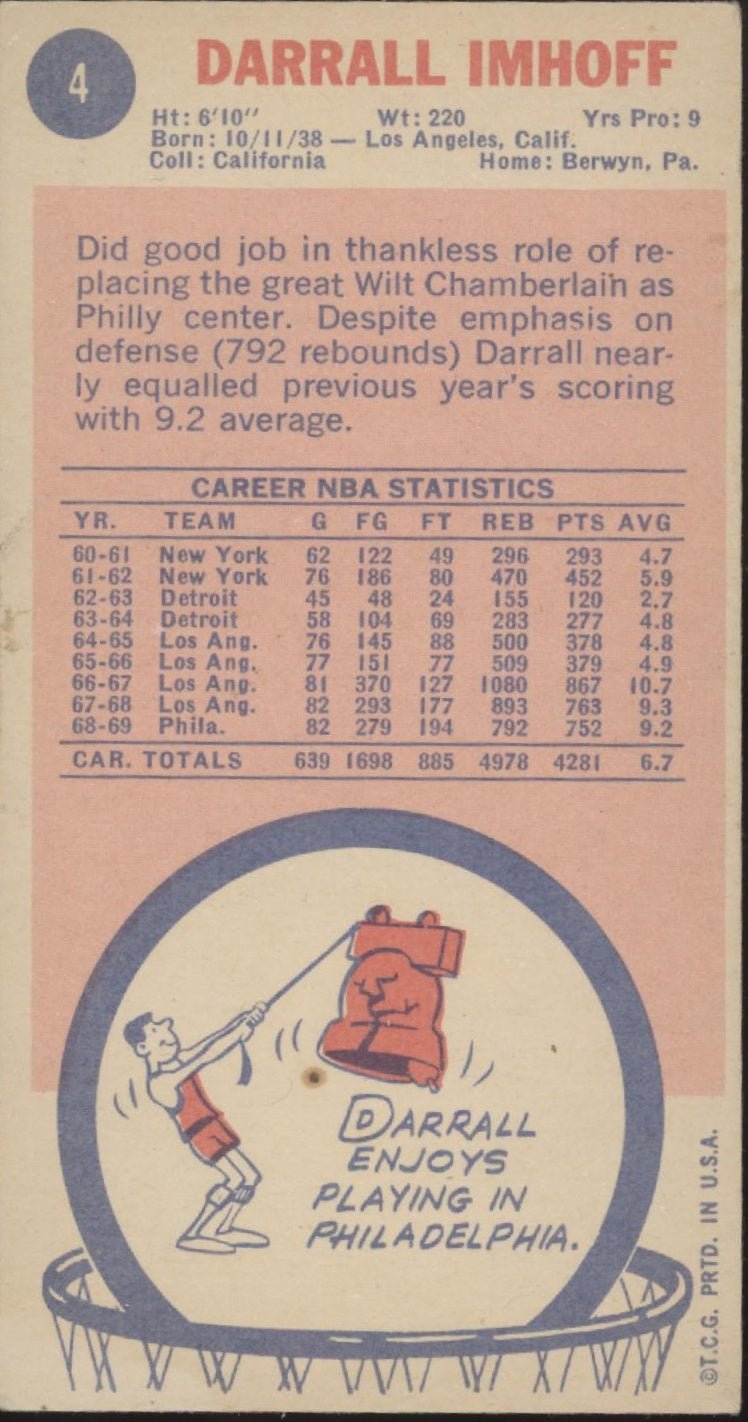 4
DARRALL IMHOFF
Ht: 6'10" Wt: 220 Yrs Pro: 9
Born: 10/11/38 — Los Angeles, Calif.
Coll: California Home: Berwyn, Pa.
Did good job in thankless role of re-
placing the great Wilt Chamberlain as
Philly center. Despite emphasis on
defense (792 rebounds) Darrall near-
ly equalled previous year's scoring
with 9.2 average.
CAREER NBA STATISTICS
YR. TEAM G FG FT REB PTS AVG
60-61 New York 62 122 49 296 293 4.7
61-62 New York 76 186 80 470 452 5.9
62-63 Detroit 45 48 24 155 120 2.7
63-64 Detroit 58 104 69 283 277 4.8
64-65 Los Ang. 76 145 88 500 378 4.8
65-66 Los Ang. 77 151 77 509 379 4.9
66-67 Los Ang. 81 370 127 1080 867 10.7
67-68 Los Ang. 82 293 177 893 763 9.3
68-69 Phila. 82 279 194 792 752 9.2
CAR. TOTALS 639 1698 885 4978 4281 6.7
DARRALL
ENJOYS
PLAYING IN
PHILADELPHIA.
©T.C.G. PRTD. IN U.S.A.